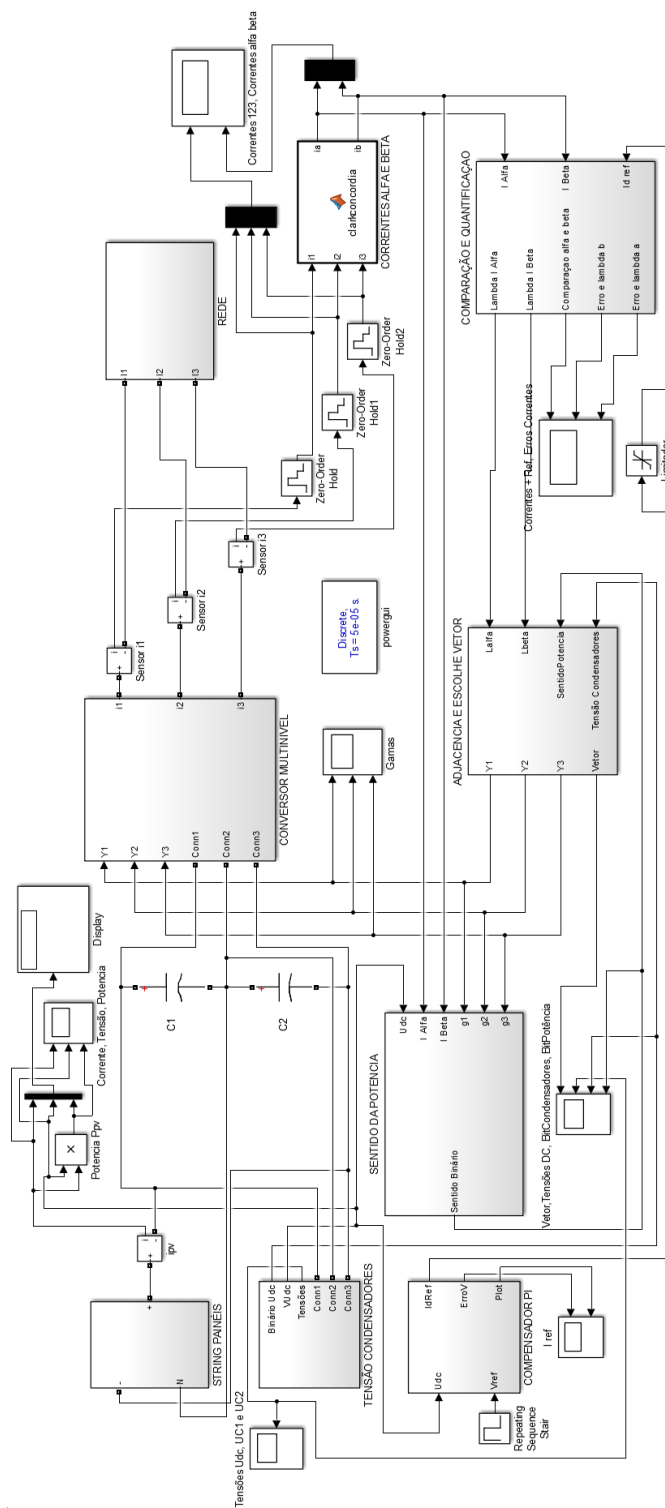 STRING PAINÉIS
-
N
+
ipv
i
+
-
Potencia Ppv
×
Corrente, Tensão, Potencia
Display
Tensões Udc, UC1 e UC2
TENSÃO CONDENSADORES
Binário Udc
VUdc
Tensões
Conn1
Conn2
Conn3
C1
+
C2
+
CONVERSOR MULTINIVEL
Y1
Y2
Y3
Conn1
Conn2
Conn3
i1
i2
i3
Sensor i1
i
+
-
Sensor i2
i
+
-
Sensor i3
i
+
-
REDE
I1
I2
I3
Zero-Order
Hold
Zero-Order
Hold1
Zero-Order
Hold2
CORRENTES ALFA E BETA
clarkconcordia
i1
i2
i3
ia
ib
Correntes 123, Correntes alfa beta
Discrete,
Ts = 5e-05 s.
powergui
Gamas
COMPENSADOR PI
Udc
Vref
IdRef
ErroV
Plot
Repeating
Sequence
Stair
I ref
SENTIDO DA POTENCIA
Udc
I Alfa
I Beta
g1
g2
g3
Sentido Binário
Vetor,Tensões DC, BitCondensadores, BitPotência
ADJACENCIA E ESCOLHE VETOR
Y1
Y2
Y3
Vetor
Lalfa
Lbeta
SentidoPotencia
Tensão Condensadores
Correntes + Ref, Erros Correntes
COMPARAÇÃO E QUANTIFICAÇAO
Lambda I Alfa
Lambda I Beta
Comparaçao alfa e beta
Erro e lambda b
Erro e lambda a
I Alfa
I Beta
Id ref
Limitador